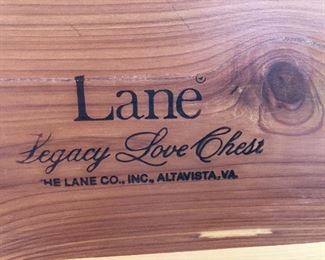 Lane®
Legacy Love Chest
HE LANE CO., INC., ALTAVISTA, VA.